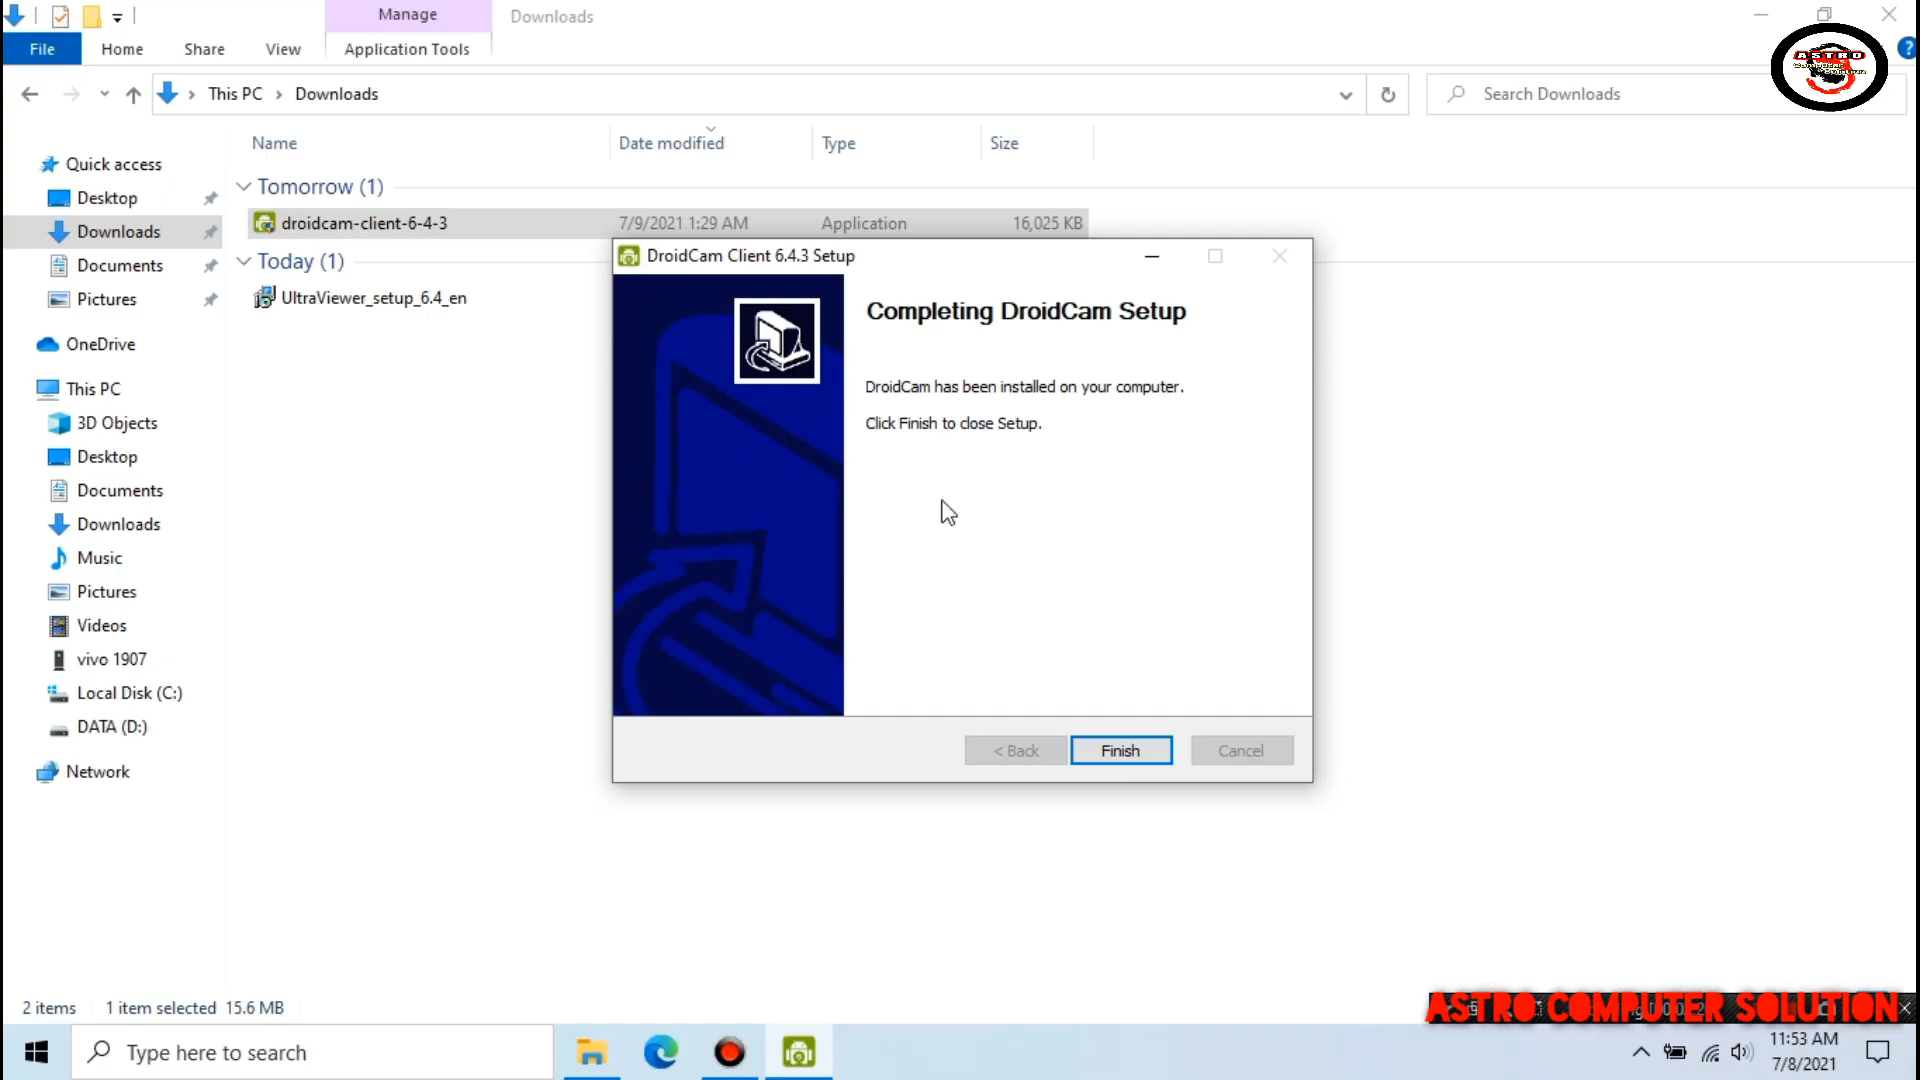 Manage
Downloads
File
Home
Share
View
Application Tools
This PC
Downloads
Search Downloads
ASTRO
Computer
Solution
Name
Date modified
Type
Size
Quick access
Desktop
Downloads
Documents
Pictures
OneDrive
This PC
3D Objects
Desktop
Documents
Downloads
Music
Pictures
Videos
vivo 1907
Local Disk (C:)
DATA (D:)
Network
Tomorrow (1)
droidcam-client-6-4-3
7/9/2021 1:29 AM
Application
16,025 KB
Today (1)
UltraViewer_setup_6.4_en
DroidCam Client 6.4.3 Setup
Completing DroidCam Setup
DroidCam has been installed on your computer.
Click Finish to close Setup.
< Back
Finish
Cancel
2 items
1 item selected 15.6 MB
ASTRO COMPUTER SOLUTION
Type here to search
11:53 AM
7/8/2021